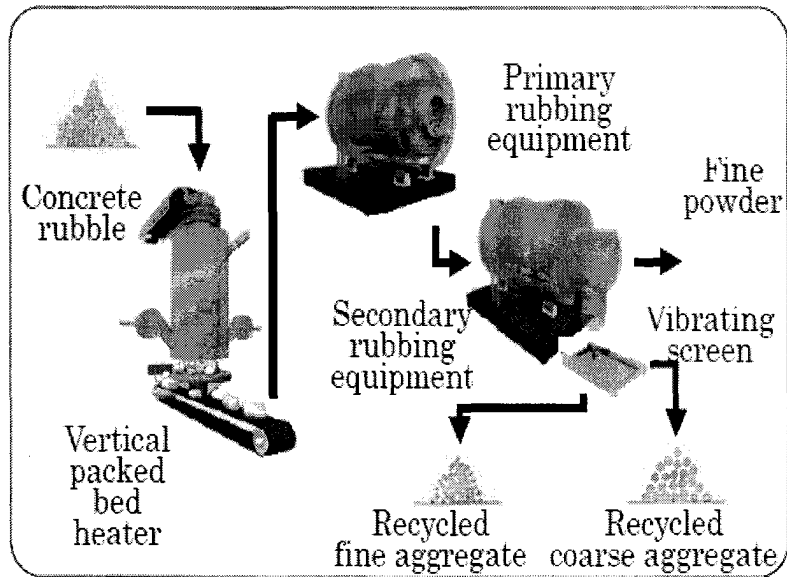 Concrete
rubble
Primary
rubbing
equipment
Fine
powder
Secondary
rubbing
equipment
Vibrating
screen
Vertical
packed
bed
heater
Recycled
fine aggregate
Recycled
coarse aggregate